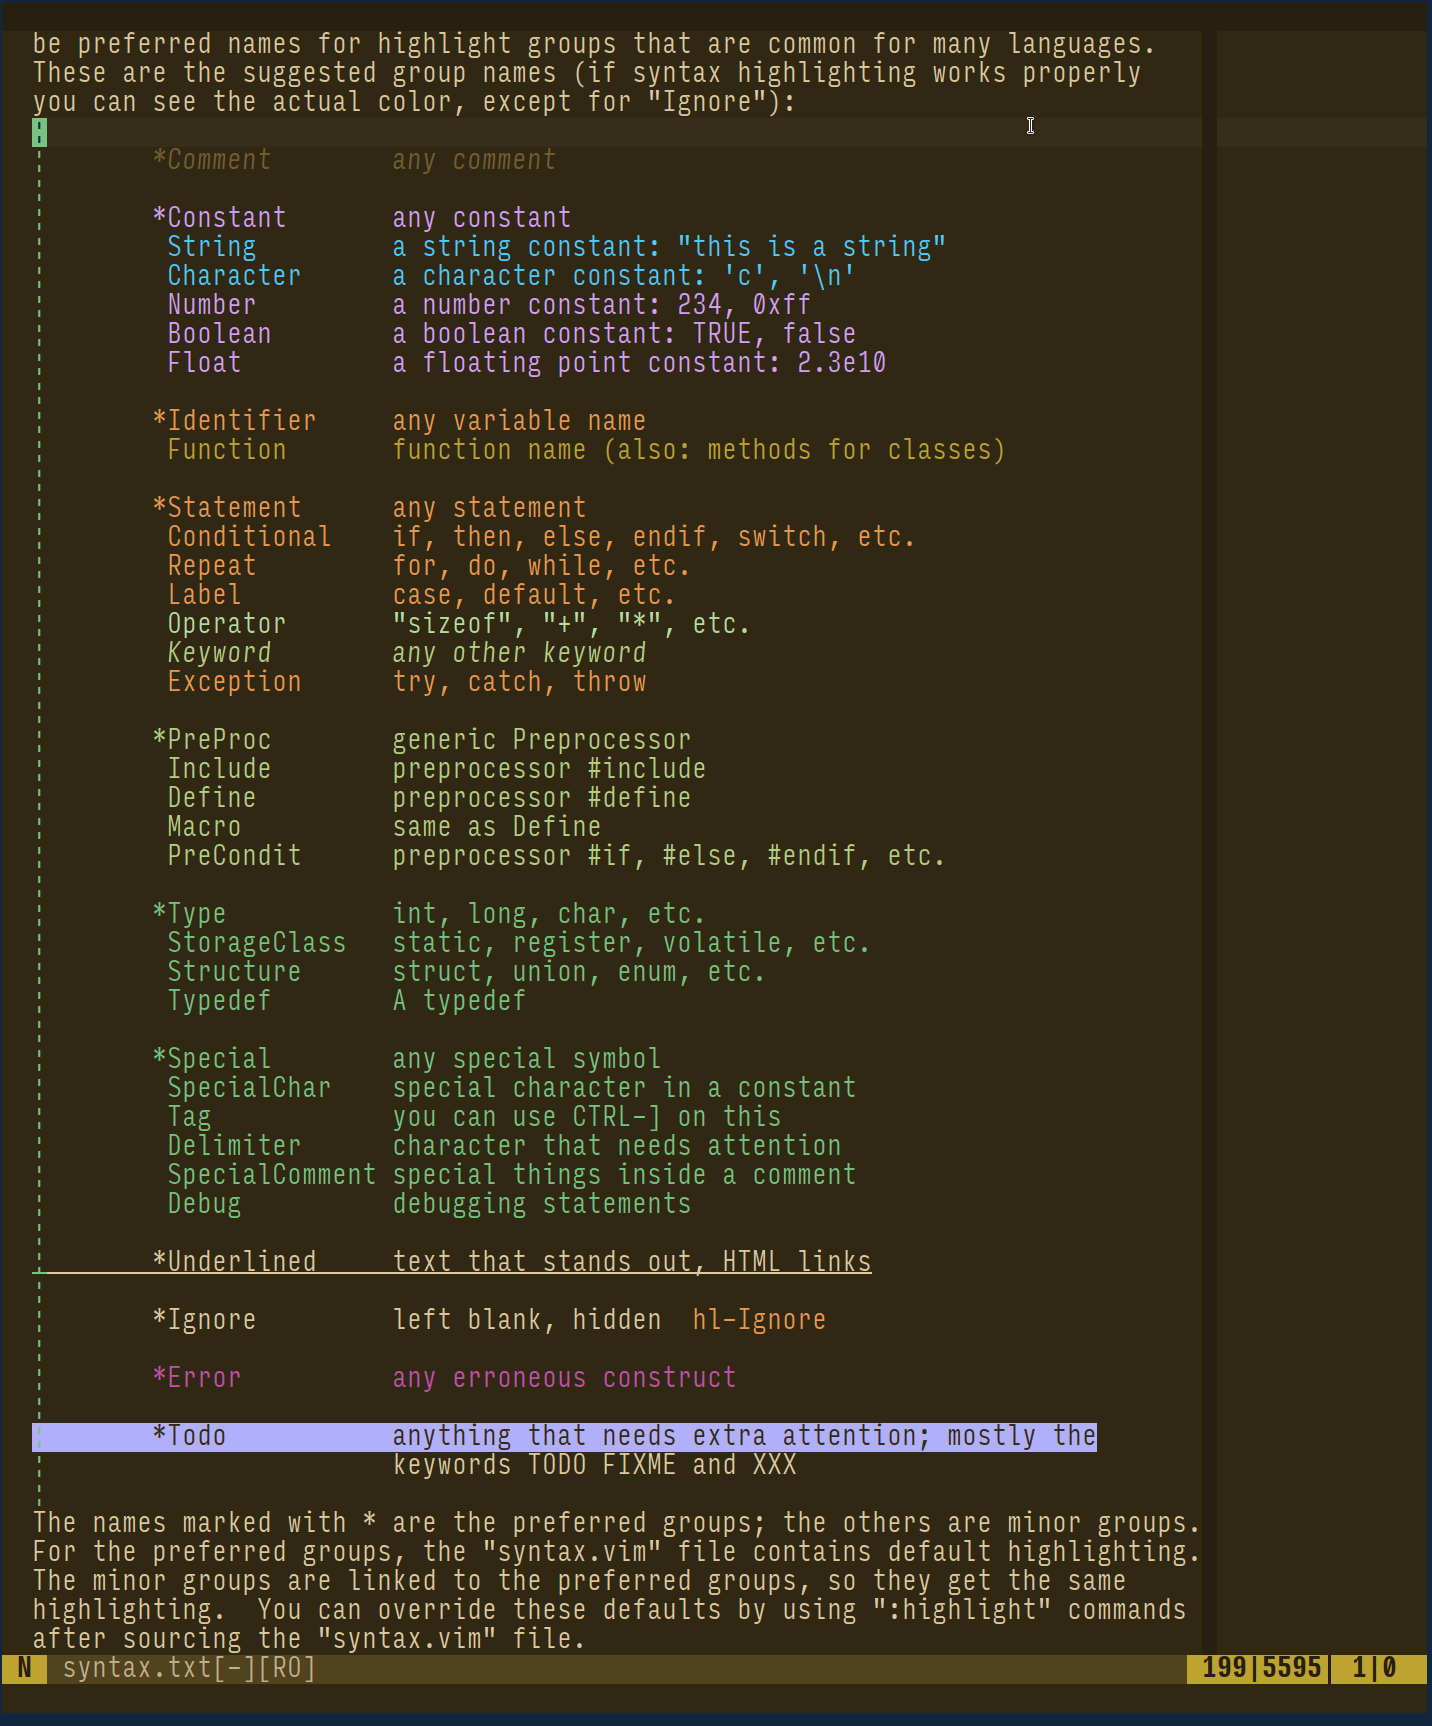 be preferred names for highlight groups that are common for many languages.
These are the suggested group names (if syntax highlighting works properly
you can see the actual color, except for "Ignore"):
*Comment any comment
*Constant any constant
String a string constant: "this is a string"
Character a character constant: 'c', '\n'
Number a number constant: 234, 0xff
Boolean a boolean constant: TRUE, false
Float a floating point constant: 2.3e10
*Identifier any variable name
Function function name (also: methods for classes)
*Statement any statement
Conditional if, then, else, endif, switch, etc.
Repeat for, do, while, etc.
Label case, default, etc.
Operator "sizeof", "+", "*", etc.
Keyword any other keyword
Exception try, catch, throw
*PreProc generic Preprocessor
Include preprocessor #include
Define preprocessor #define
Macro same as Define
PreCondit preprocessor #if, #else, #endif, etc.
*Type int, long, char, etc.
StorageClass static, register, volatile, etc.
Structure struct, union, enum, etc.
Typedef A typedef
*Special any special symbol
SpecialChar special character in a constant
Tag you can use CTRL-] on this
Delimiter character that needs attention
SpecialComment special things inside a comment
Debug debugging statements
*Underlined text that stands out, HTML links
*Ignore left blank, hidden hl-Ignore
*Error any erroneous construct
*Todo anything that needs extra attention; mostly the
keywords TODO FIXME and XXX
The names marked with * are the preferred groups; the others are minor groups.
For the preferred groups, the "syntax.vim" file contains default highlighting.
The minor groups are linked to the preferred groups, so they get the same
highlighting. You can override these defaults by using ":highlight" commands
after sourcing the "syntax.vim" file.
N syntax.txt[-][RO] 199|5595 1|0